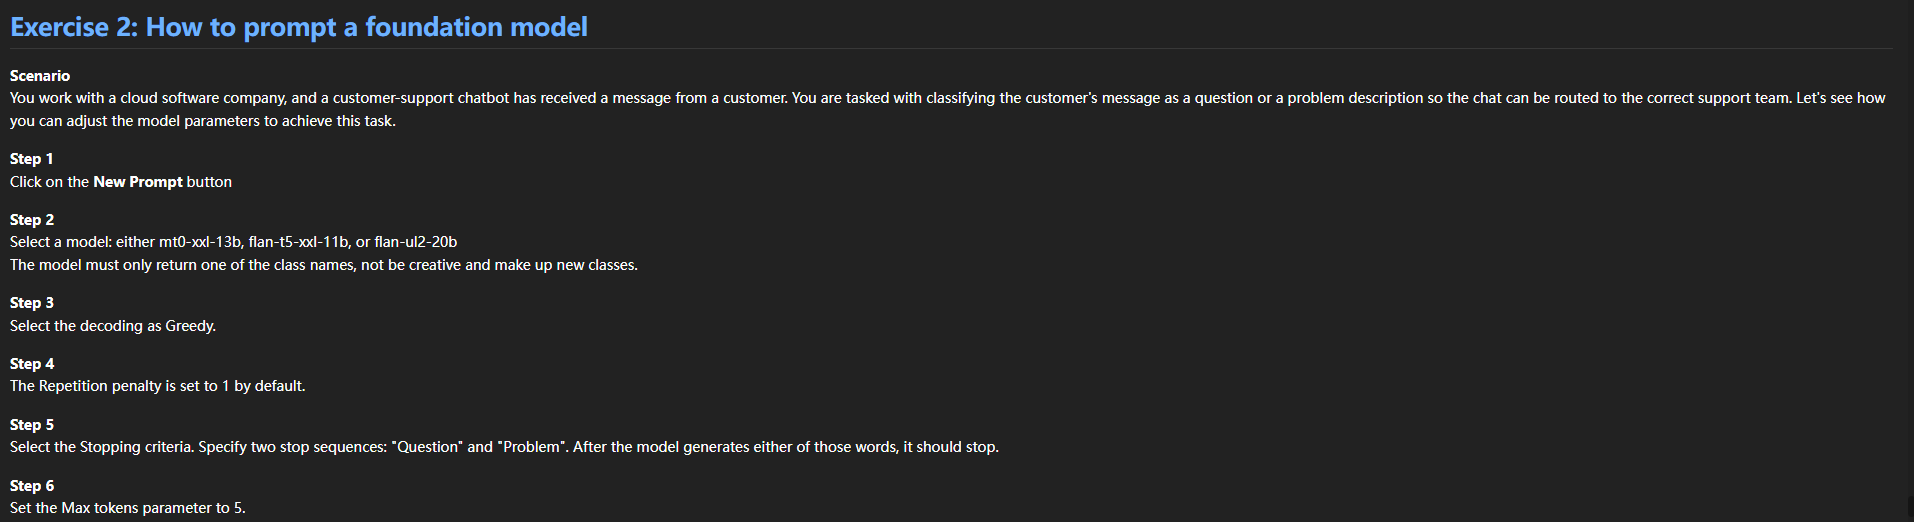 Exercise 2: How to prompt a foundation model
Scenario
You work with a cloud software company, and a customer-support chatbot has received a message from a customer. You are tasked with classifying the customer's message as a question or a problem description so the chat can be routed to the correct support team. Let's see how
you can adjust the model parameters to achieve this task.
Step 1
Click on the New Prompt button
Step 2
Select a model: either mt0-xxl-13b, flan-t5-xxl-11b, or flan-ul2-20b
The model must only return one of the class names, not be creative and make up new classes.
Step 3
Select the decoding as Greedy.
Step 4
The Repetition penalty is set to 1 by default.
Step 5
Select the Stopping criteria. Specify two stop sequences: "Question" and "Problem". After the model generates either of those words, it should stop.
Step 6
Set the Max tokens parameter to 5.